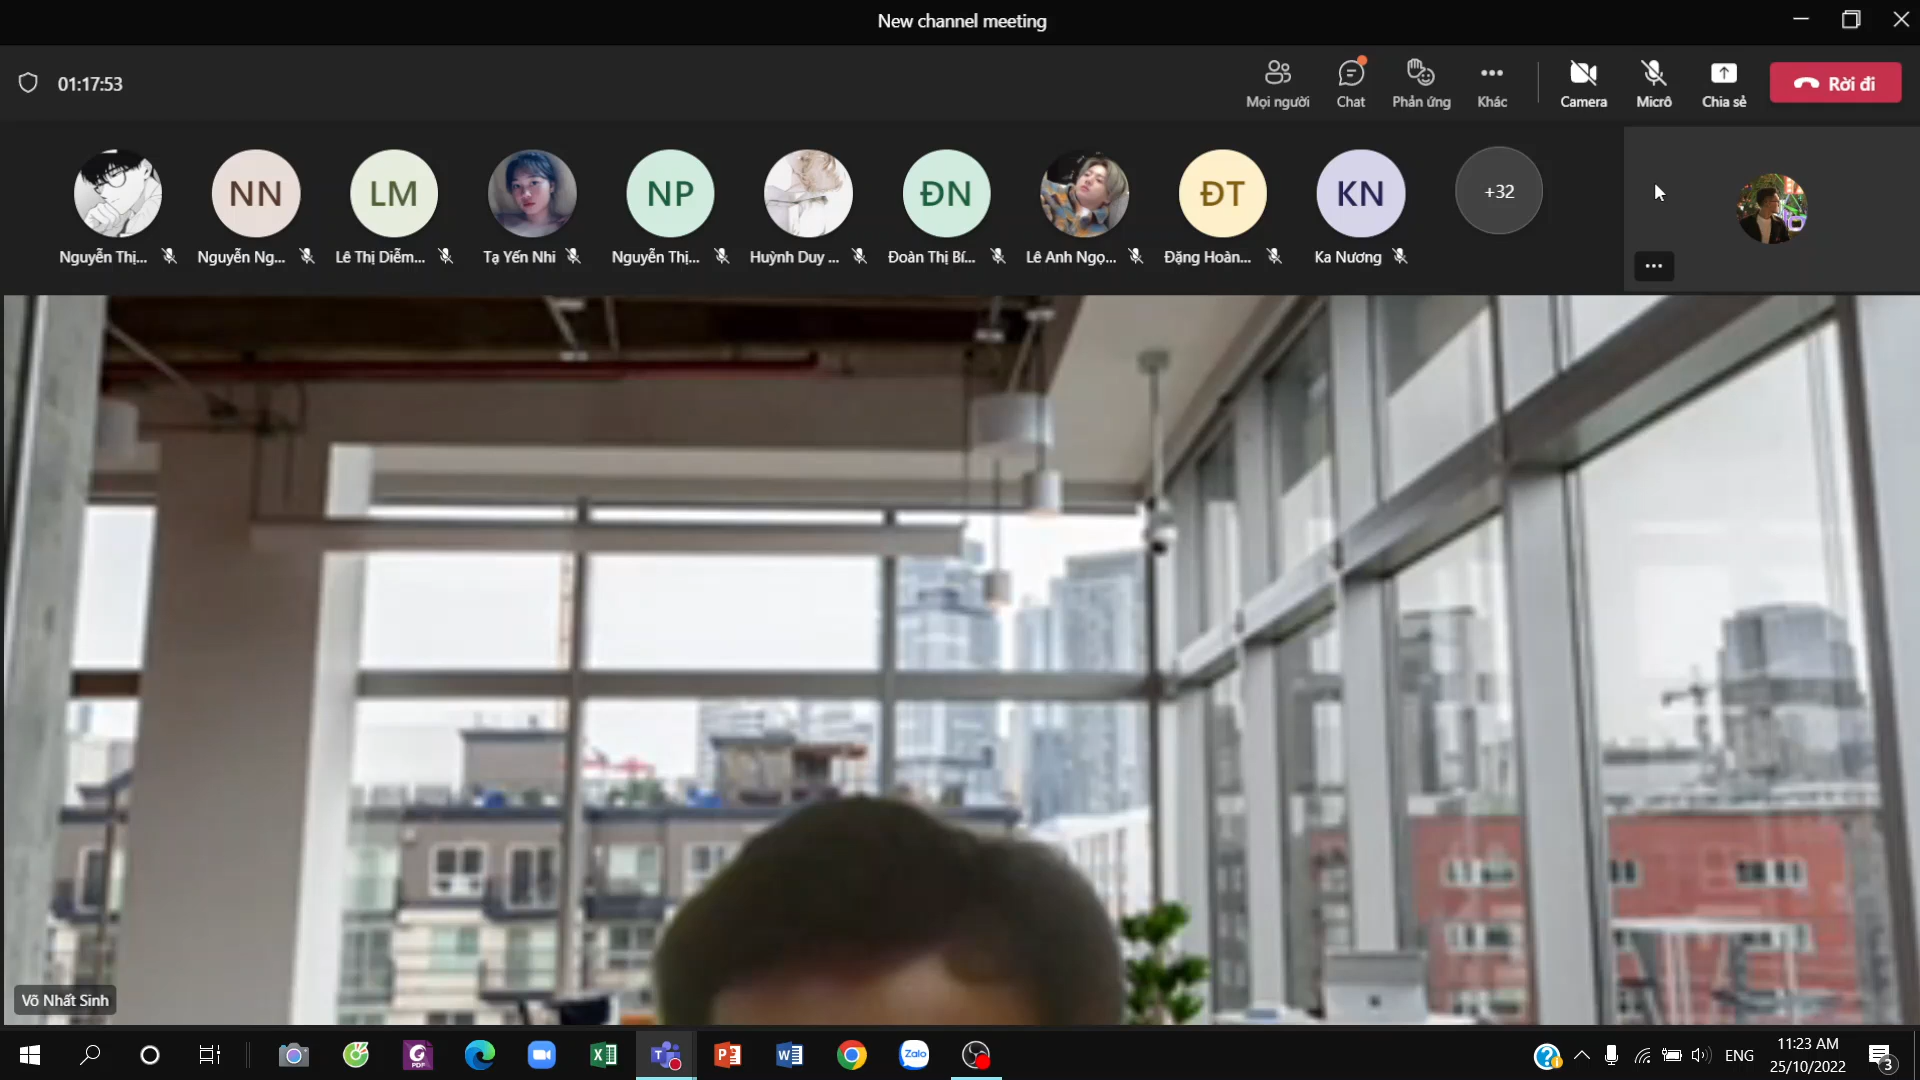 New channel meeting
01:17:53
Mọi người
Chat
Phản ứng
Khác
Camera
Micrô
Chia sẻ
Rời đi
NN
LM
NP
ĐN
ĐT
KN
+32
Nguyễn Thị...
Nguyễn Ng...
Lê Thị Diễm...
Tạ Yến Nhi
Nguyễn Thị...
Huỳnh Duy ...
Đoàn Thị Bí...
Lê Anh Ngọ...
Đặng Hoàn...
Ka Nương
Võ Nhất Sinh
PDF
Zalo
ENG
11:23 AM
25/10/2022
3